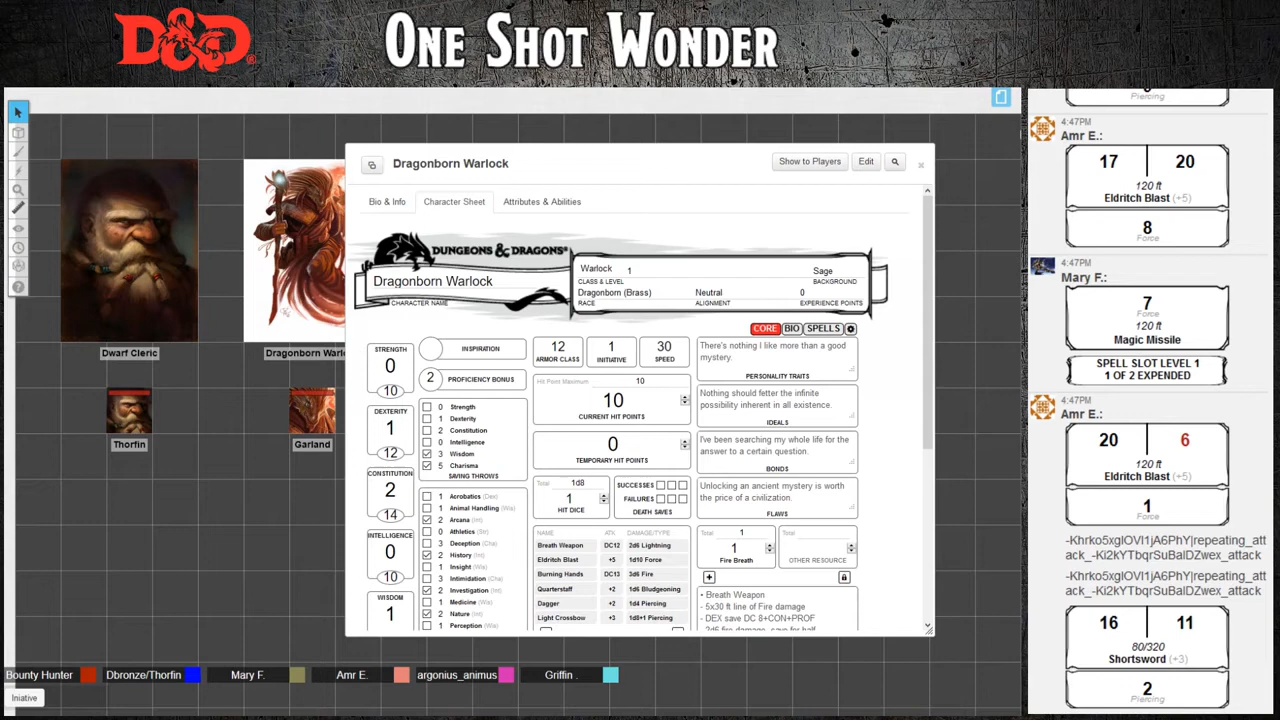 D&D
ONE SHOT WONDER
Dragonborn Warlock
Show to Players
Edit
Bio & Info
Character Sheet
Attributes & Abilities
DUNGEONS & DRAGONS®
Dragonborn Warlock
CHARACTER NAME
Warlock 1
CLASS & LEVEL
Sage
BACKGROUND
Dragonborn (Brass)
RACE
Neutral
ALIGNMENT
0
EXPERIENCE POINTS
CORE BIO SPELLS
STRENGTH
0
10
DEXTERITY
1
12
CONSTITUTION
2
14
INTELLIGENCE
0
10
WISDOM
1
INSPIRATION
2 PROFICIENCY BONUS
0 Strength
1 Dexterity
2 Constitution
0 Intelligence
3 Wisdom
5 Charisma
SAVING THROWS
1 Acrobatics (Dex)
1 Animal Handling (Wis)
2 Arcana (Int)
0 Athletics (Str)
3 Deception (Cha)
2 History (Int)
1 Insight (Wis)
3 Intimidation (Cha)
2 Investigation (Int)
1 Medicine (Wis)
2 Nature (Int)
1 Perception (Wis)
12
ARMOR CLASS
1
INITIATIVE
30
SPEED
Hit Point Maximum 10
10
CURRENT HIT POINTS
0
TEMPORARY HIT POINTS
Total 1d8
1
HIT DICE
SUCCESSES
FAILURES
DEATH SAVES
NAME ATK DAMAGE/TYPE
Breath Weapon DC12 2d6 Lightning
Eldritch Blast +5 1d10 Force
Burning Hands DC13 3d6 Fire
Quarterstaff +2 1d6 Bludgeoning
Dagger +2 1d4 Piercing
Light Crossbow +3 1d8+1 Piercing
There's nothing I like more than a good
mystery.
PERSONALITY TRAITS
Nothing should fetter the infinite
possibility inherent in all existence.
IDEALS
I've been searching my whole life for the
answer to a certain question.
BONDS
Unlocking an ancient mystery is worth
the price of a civilization.
FLAWS
Total 1
1
Fire Breath
Total
OTHER RESOURCE
• Breath Weapon
- 5x30 ft line of Fire damage
- DEX save DC 8+CON+PROF
- 2d6 fire damage, save for half
Dwarf Cleric
Dragonborn Warlo
Thorfin
Garland
Bounty Hunter
Dbronze/Thorfin
Mary F.
Amr E.
argonius_animus
Griffin .
Iniative
Piercing
4:47PM
Amr E.:
17 20
120 ft
Eldritch Blast (+5)
8
Force
4:47PM
Mary F.:
7
Force
120 ft
Magic Missile
SPELL SLOT LEVEL 1
1 OF 2 EXPENDED
4:47PM
Amr E.:
20 6
120 ft
Eldritch Blast (+5)
1
Force
-Khrko5xglOVl1jA6PhY|repeating_att
ack_-Ki2kYTbqrSuBalDZwex_attack
-Khrko5xglOVl1jA6PhY|repeating_att
ack_-Ki2kYTbqrSuBalDZwex_attack
16 11
80/320
Shortsword (+3)
2
Piercing